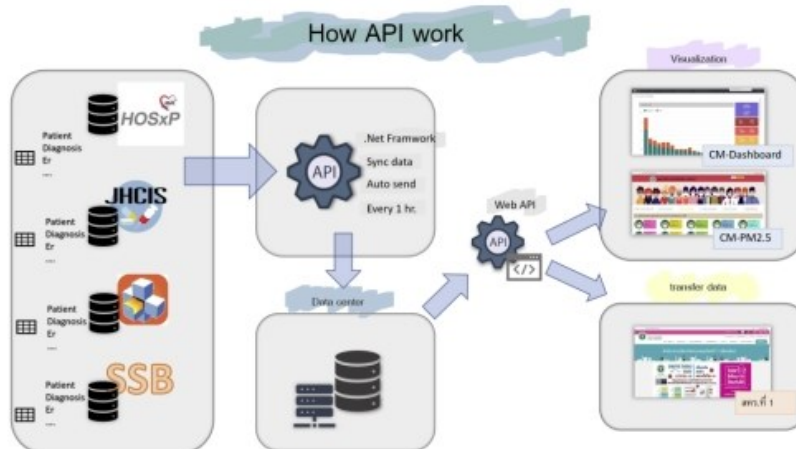 How API work
HOSxP
Patient
Diagnosis
Er
....
JHCIS
Patient
Diagnosis
Er
....
Patient
Diagnosis
Er
....
SSB
Patient
Diagnosis
Er
....
API
.Net Framwork
Sync data
Auto send
Every 1 hr.
Data center
Web API
API
</>
Visualization
CM-Dashboard
CM-PM2.5
transfer data
สคร.ที่ 1